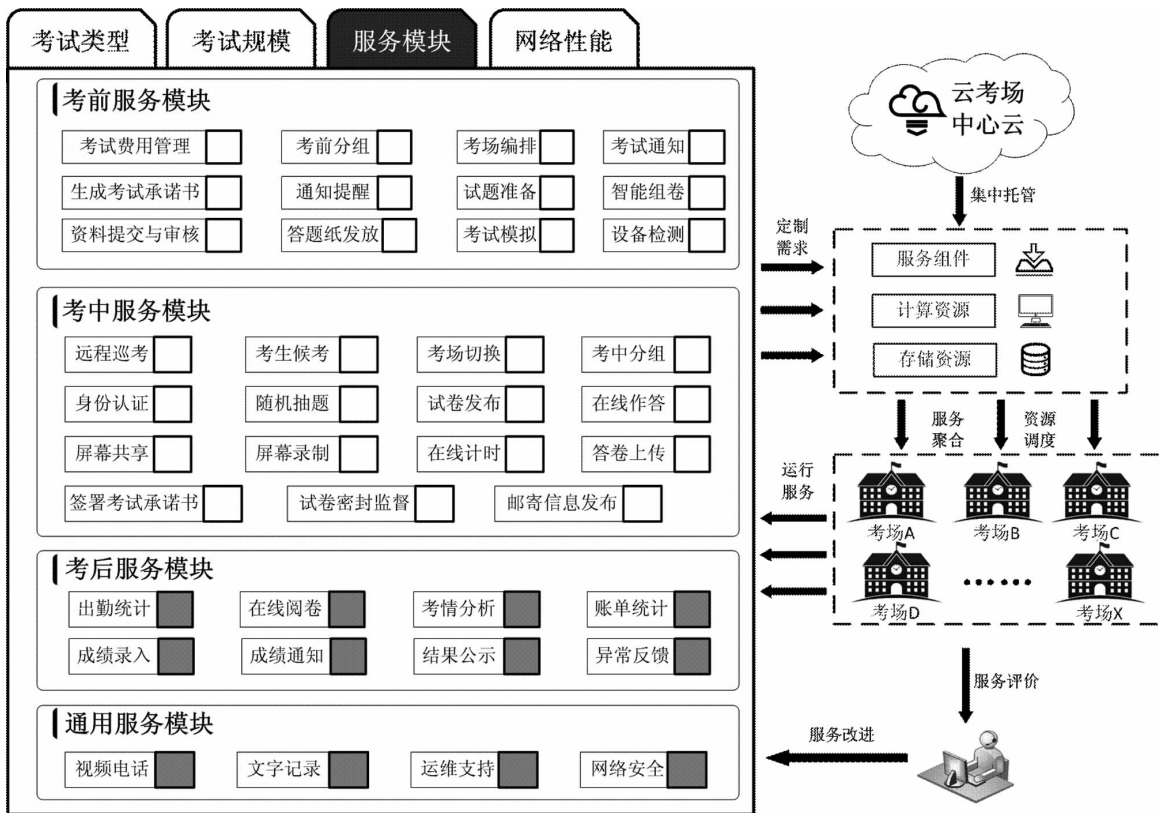 考试类型 考试规模 服务模块 网络性能
考前服务模块
考试费用管理 考前分组 考场编排 考试通知
生成考试承诺书 通知提醒 试题准备 智能组卷
资料提交与审核 答题纸发放 考试模拟 设备检测
考中服务模块
远程巡考 考生候考 考场切换 考中分组
身份认证 随机抽题 试卷发布 在线作答
屏幕共享 屏幕录制 在线计时 答卷上传
签署考试承诺书 试卷密封监督 邮寄信息发布
考后服务模块
出勤统计 在线阅卷 考情分析 账单统计
成绩录入 成绩通知 结果公示 异常反馈
通用服务模块
视频电话 文字记录 运维支持 网络安全
云考场
中心云
集中托管
定制
需求
服务组件
计算资源
存储资源
服务
聚合
资源
调度
运行
服务
考场A 考场B 考场C
考场D ...... 考场X
服务评价
服务改进